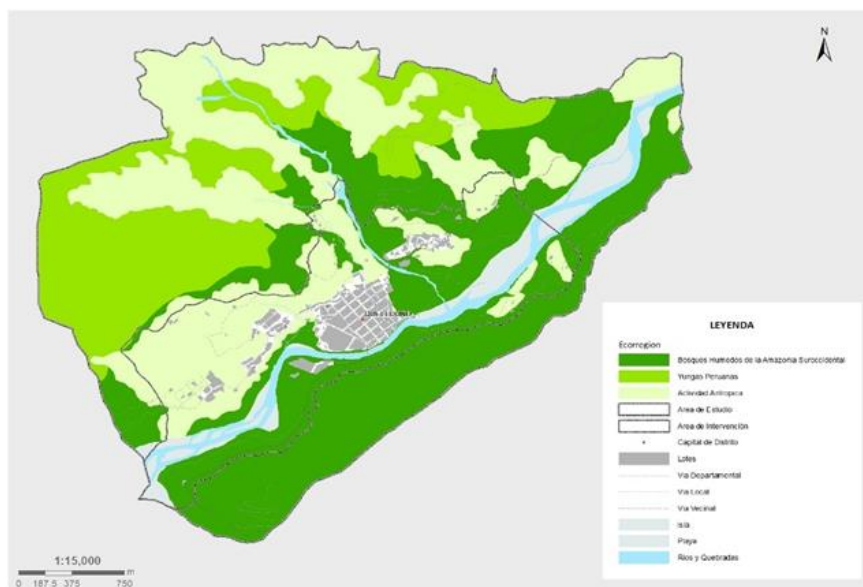 N
LEYENDA
Ecorregion
Bosques Humedos de la Amazonia Suroccidental
Yungas Peruanas
Actividad Antropica
Area de Estudio
Area de Intervención
Capital de Distrito
Lotes
Via Departamental
Via Local
Via Vecinal
Isla
Playa
Rios y Quebradas
1:15,000
m
0 187.5 375 750